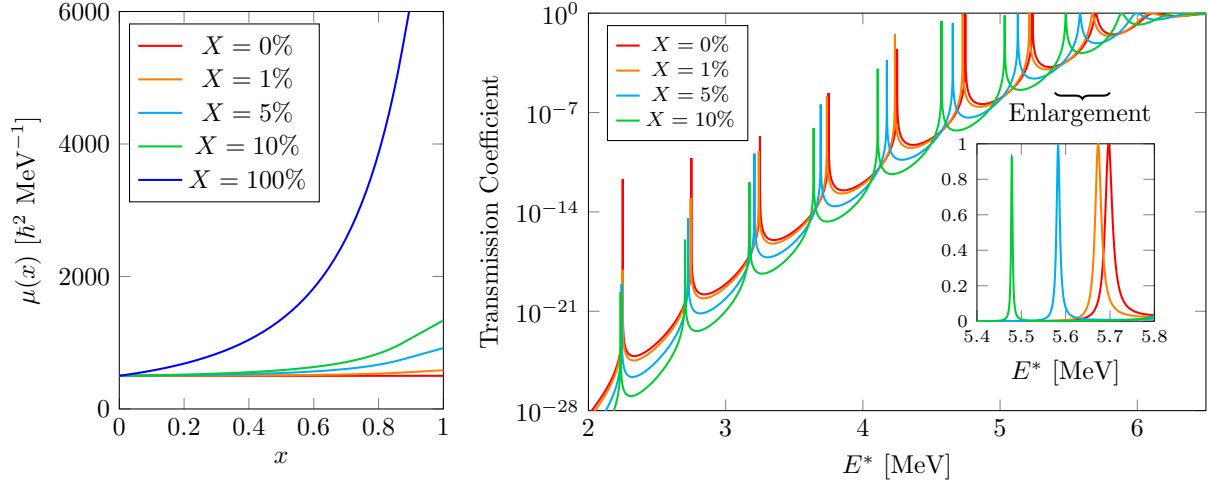 6000
4000
2000
0
μ(x) [ħ² MeV⁻¹]
X = 0%
X = 1%
X = 5%
X = 10%
X = 100%
0 0.2 0.4 0.6 0.8 1
x
10⁰
10⁻⁷
10⁻¹⁴
10⁻²¹
10⁻²⁸
Transmission Coefficient
X = 0%
X = 1%
X = 5%
X = 10%
Enlargement
1
0.8
0.6
0.4
0.2
0
5.4 5.5 5.6 5.7 5.8
E* [MeV]
2 3 4 5 6
E* [MeV]